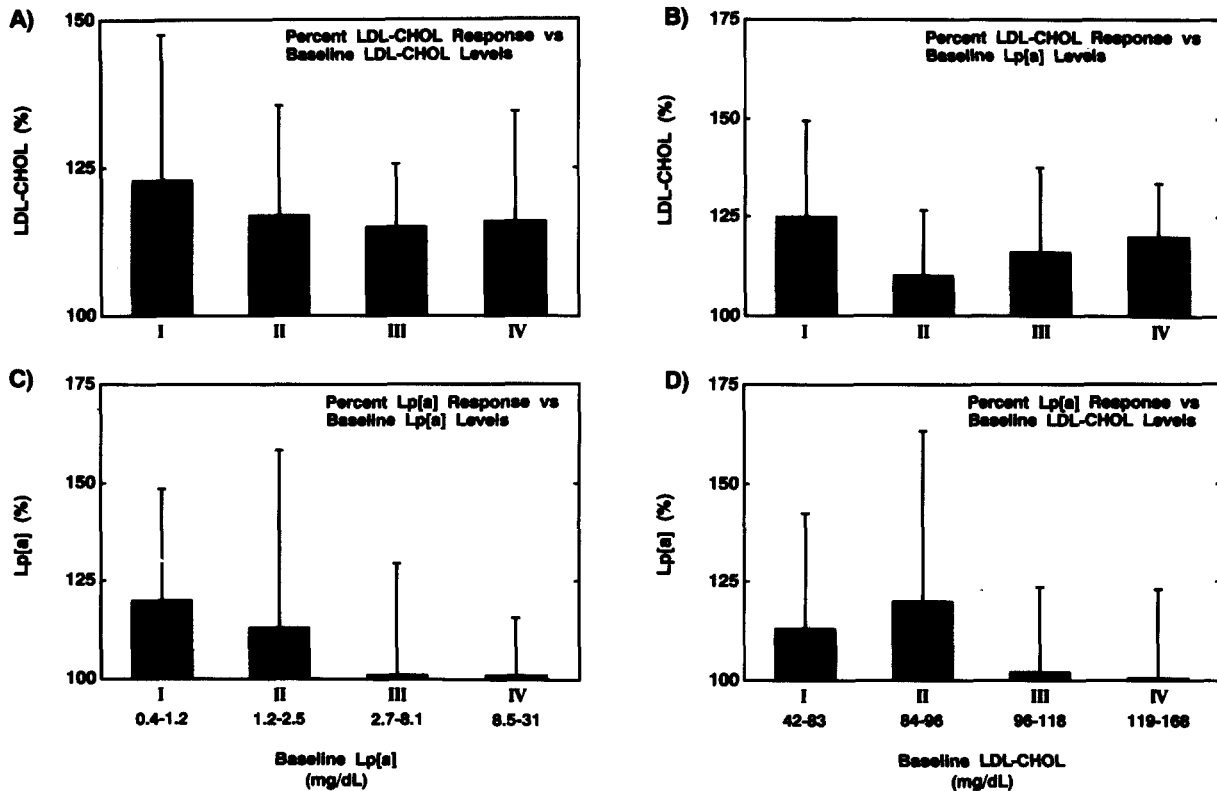 A)
Percent LDL-CHOL Response vs
Baseline LDL-CHOL Levels
LDL-CHOL (%)
150
125
100
I II III IV
B)
Percent LDL-CHOL Response vs
Baseline Lp[a] Levels
LDL-CHOL (%)
175
150
125
100
I II III IV
C)
Percent Lp[a] Response vs
Baseline Lp[a] Levels
Lp[a] (%)
175
150
125
100
I II III IV
0.4-1.2 1.2-2.5 2.7-8.1 8.5-31
Baseline Lp[a]
(mg/dL)
D)
Percent Lp[a] Response vs
Baseline LDL-CHOL Levels
Lp[a] (%)
175
150
125
100
I II III IV
42-83 84-96 96-118 119-168
Baseline LDL-CHOL
(mg/dL)